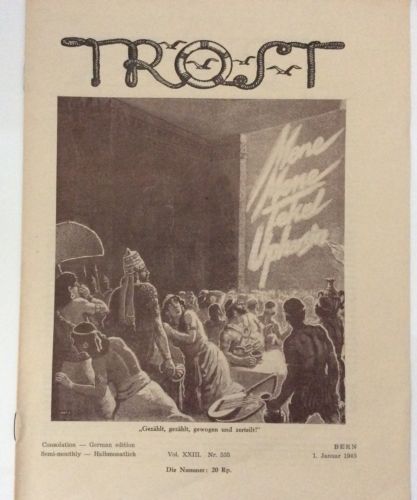 TROST
Mene
Mene
Tekel
Upharsin
„Gezählt, gezählt, gewogen und zerteilt!"
Consolation — German edition
BERN
Semi-monthly — Halbmonatlich Vol. XXIII. Nr. 535 1. Januar 1945
Die Nummer: 20 Rp.